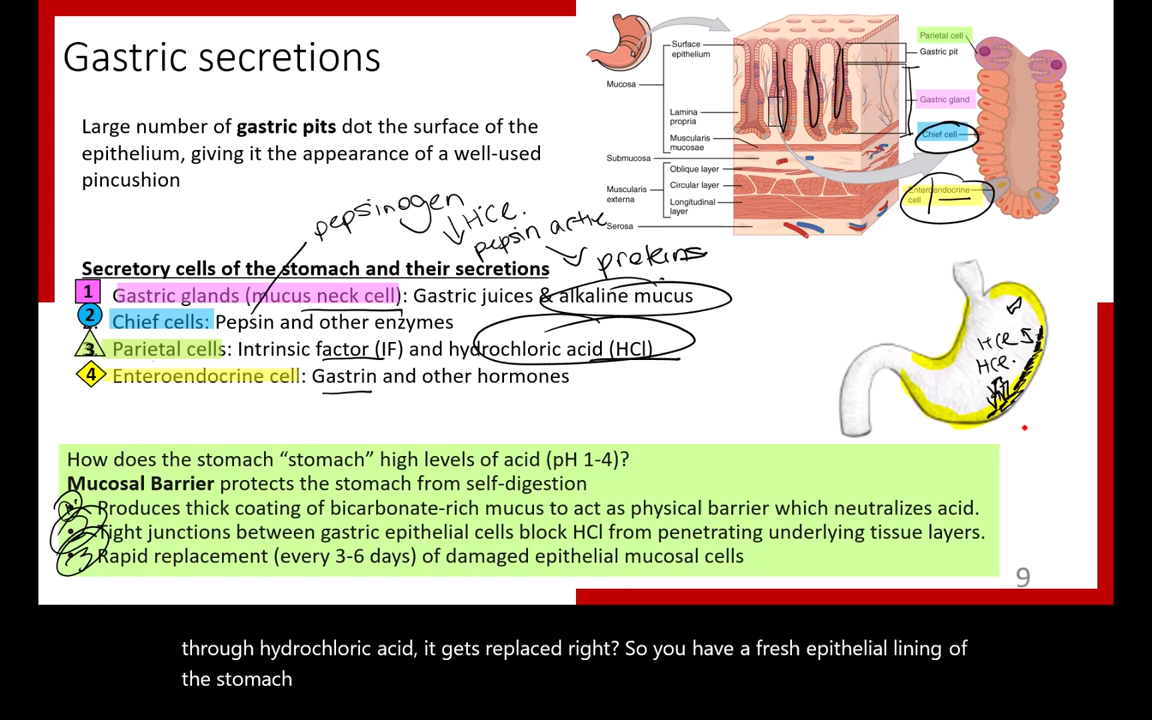 Gastric secretions
Large number of gastric pits dot the surface of the
epithelium, giving it the appearance of a well-used
pincushion
Surface
epithelium
Mucosa
Lamina
propria
Muscularis
mucosae
Submucosa
Oblique layer
Muscularis
externa
Circular layer
Longitudinal
layer
Serosa
Parietal cell
Gastric pit
Gastric gland
Chief cell
Enteroendocrine
cell
pepsinogen
HCl.
pepsin active
proteins
Secretory cells of the stomach and their secretions
1 Gastric glands (mucus neck cell): Gastric juices & alkaline mucus
2 Chief cells: Pepsin and other enzymes
3 Parietal cells: Intrinsic factor (IF) and hydrochloric acid (HCl)
4 Enteroendocrine cell: Gastrin and other hormones
HCl
HCl.
How does the stomach “stomach” high levels of acid (pH 1-4)?
Mucosal Barrier protects the stomach from self-digestion
Produces thick coating of bicarbonate-rich mucus to act as physical barrier which neutralizes acid.
Tight junctions between gastric epithelial cells block HCl from penetrating underlying tissue layers.
Rapid replacement (every 3-6 days) of damaged epithelial mucosal cells
9
through hydrochloric acid, it gets replaced right? So you have a fresh epithelial lining of
the stomach